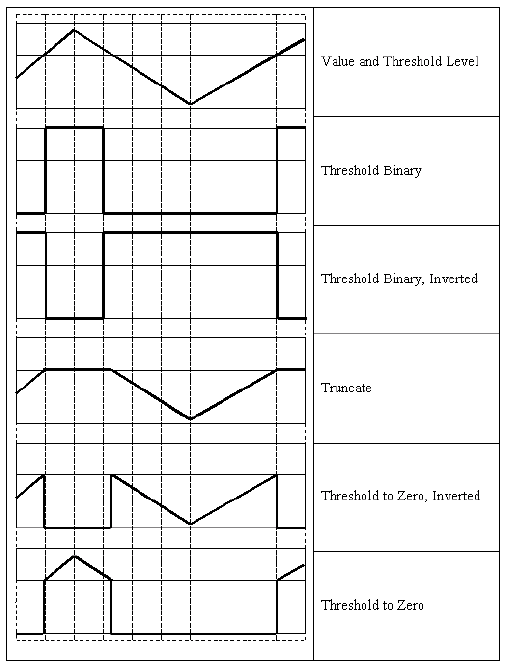 Value and Threshold Level
Threshold Binary
Threshold Binary, Inverted
Truncate
Threshold to Zero, Inverted
Threshold to Zero